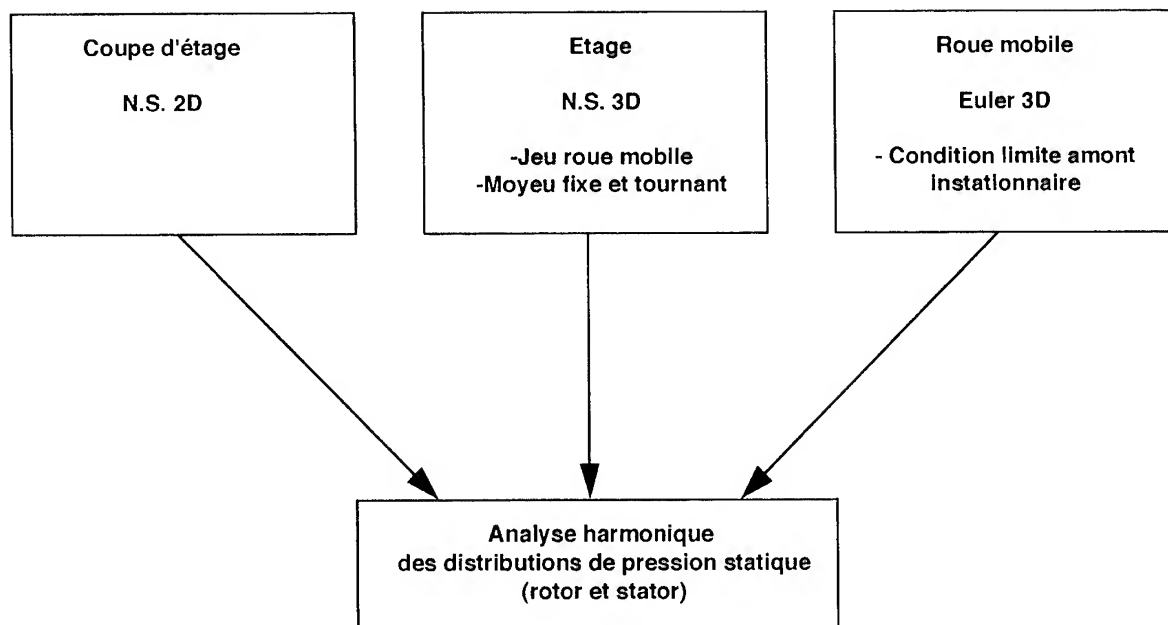 Coupe d'étage
N.S. 2D
Etage
N.S. 3D
-Jeu roue mobile
-Moyeu fixe et tournant
Roue mobile
Euler 3D
- Condition limite amont
instationnaire
Analyse harmonique
des distributions de pression statique
(rotor et stator)